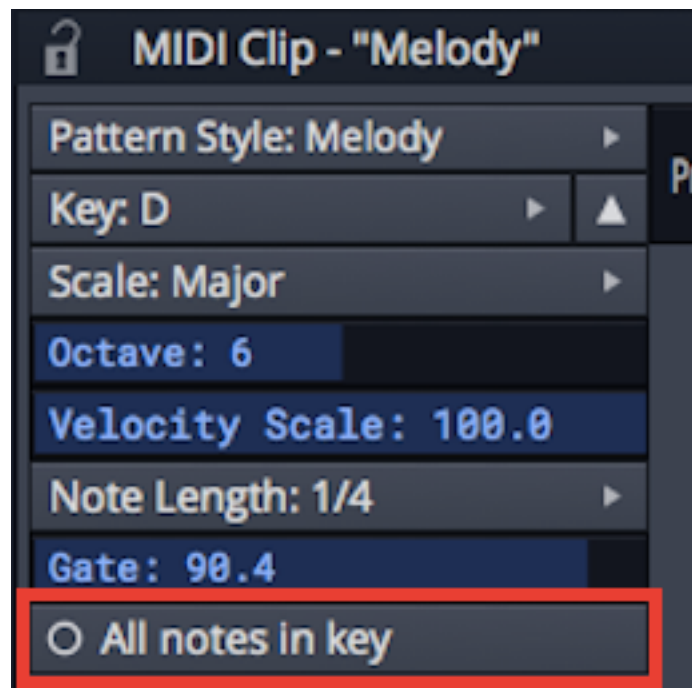 MIDI Clip - "Melody"
Pattern Style: Melody
Key: D
Scale: Major
Octave: 6
Velocity Scale: 100.0
Note Length: 1/4
Gate: 90.4
All notes in key